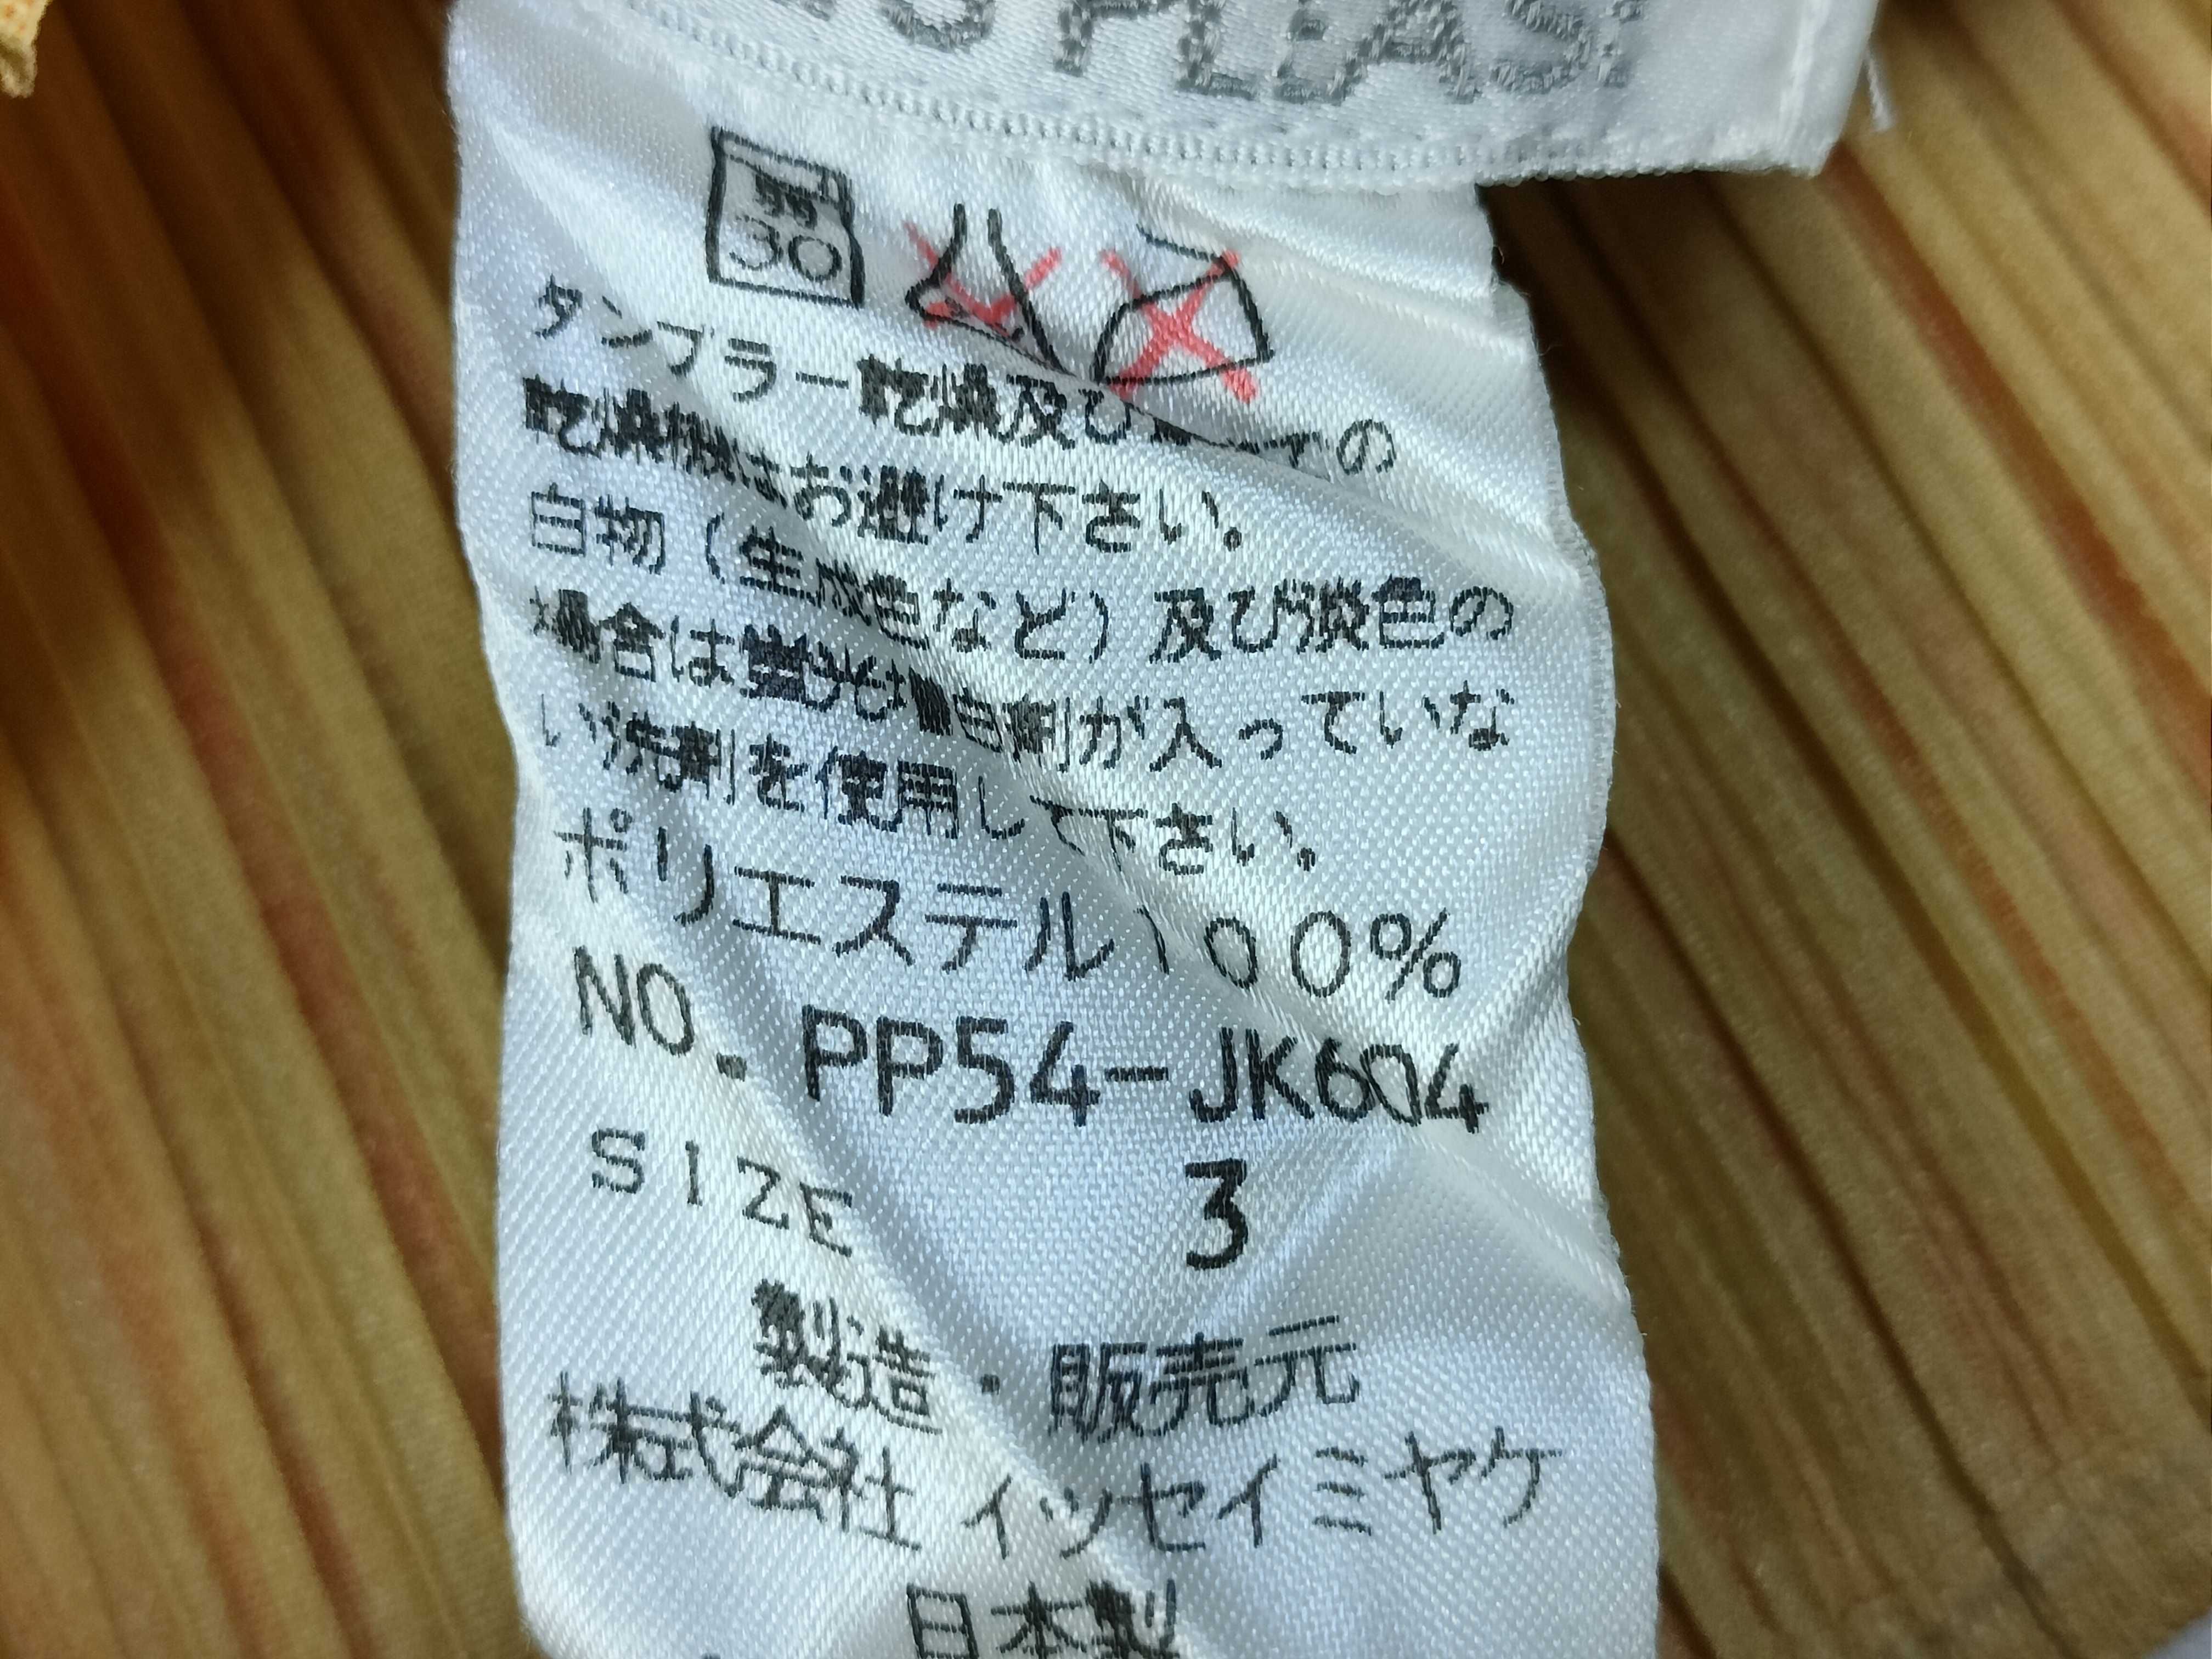 PLEAS
弱
30
タンブラー乾燥及び の
乾燥機はお避け下さい。
白物(生成色など)及び淡色の
場合は蛍光増白剤が入っていな
い洗剤を使用して下さい。
ポリエステル100%
NO. PP54-JK604
SIZE 3
製造・販売元
株式会社イッセイミヤケ
日本製